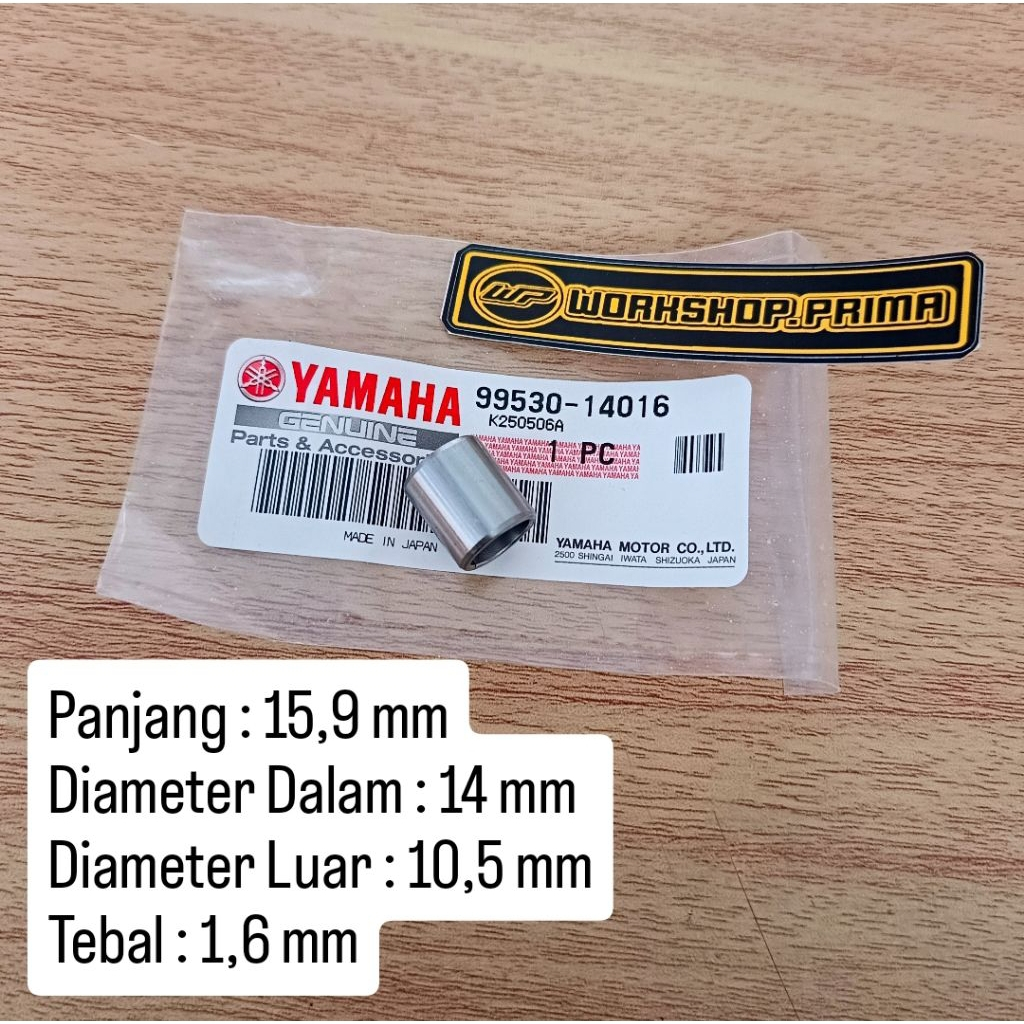 WP WORKSHOP.PRIMA
YAMAHA 99530-14016
GENUINE K250506A
Parts & Accessor
1 PC
MADE IN JAPAN
YAMAHA MOTOR CO.,LTD.
2500 SHINGAI IWATA SHIZUOKA JAPAN
Panjang : 15,9 mm
Diameter Dalam : 14 mm
Diameter Luar : 10,5 mm
Tebal : 1,6 mm